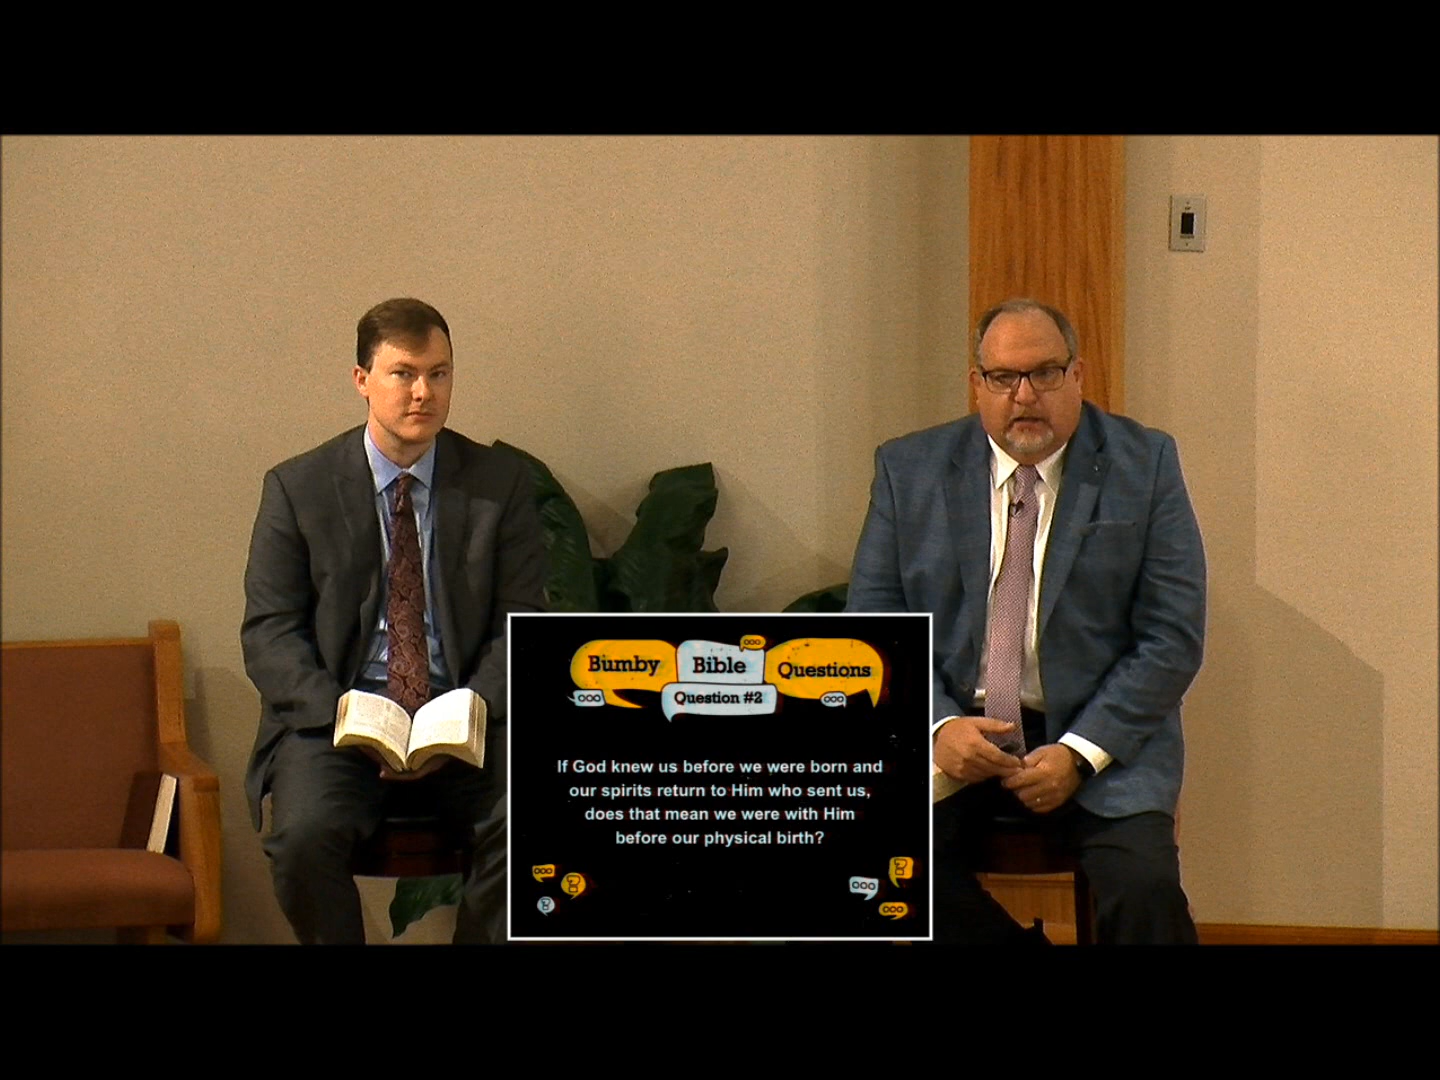 Bumby Bible Questions
Question #2
If God knew us before we were born and
our spirits return to Him who sent us,
does that mean we were with Him
before our physical birth?